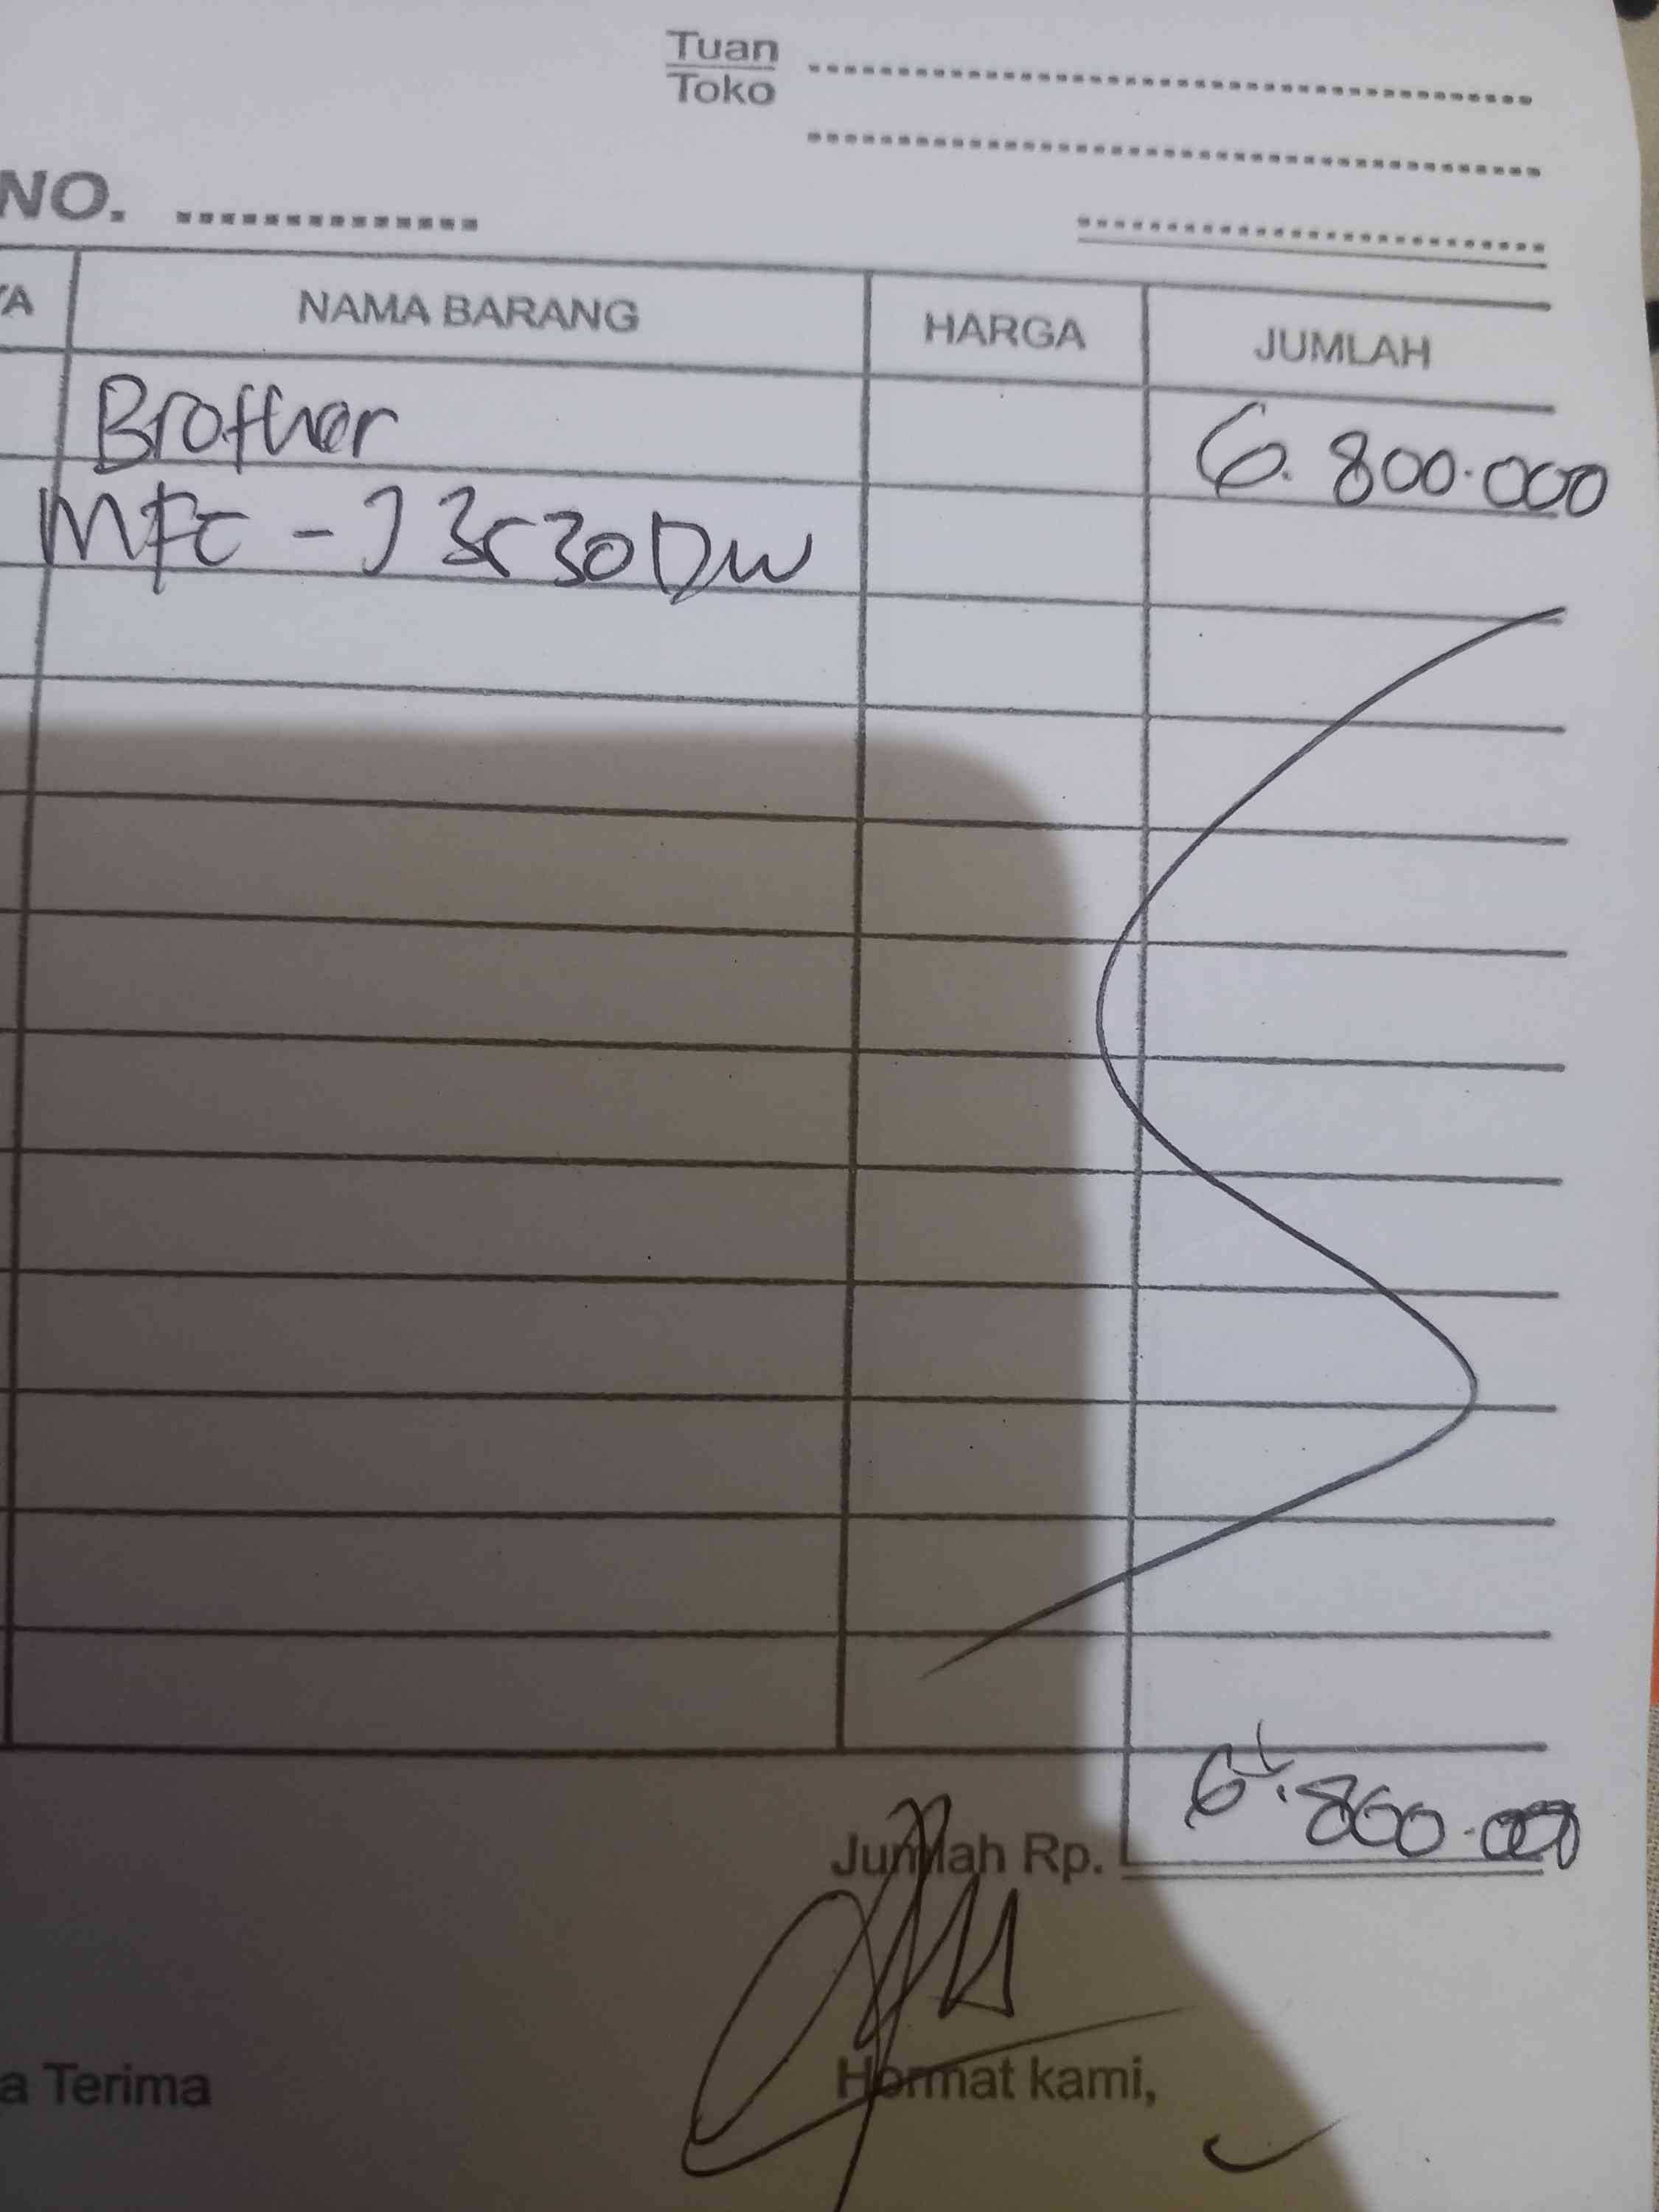 Tuan
Toko
NO.
TA NAMA BARANG HARGA JUMLAH
Brother 6.800.000
MFC - J3530DW
Jumlah Rp. 6.800.000
a Terima Hormat kami,